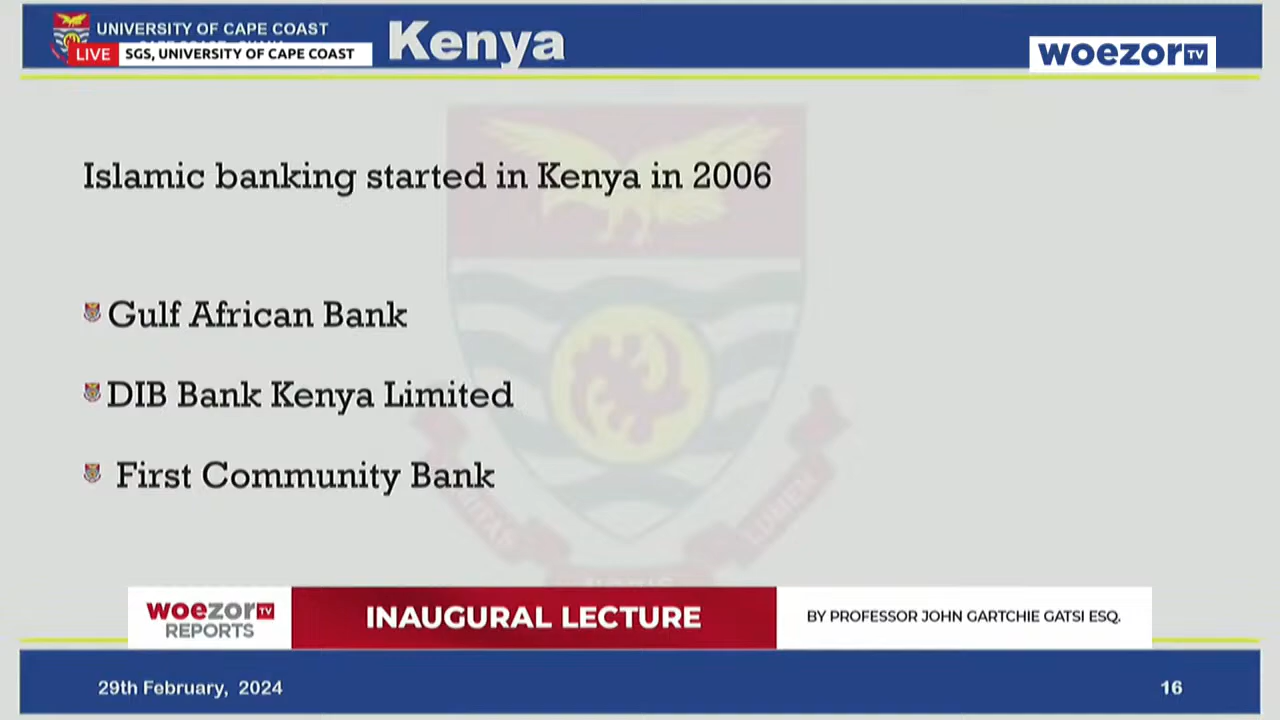 UNIVERSITY OF CAPE COAST
LIVE SGS, UNIVERSITY OF CAPE COAST
Kenya
woezor TV
Islamic banking started in Kenya in 2006
Gulf African Bank
DIB Bank Kenya Limited
First Community Bank
LUMEN
woezor TV
REPORTS
INAUGURAL LECTURE
BY PROFESSOR JOHN GARTCHIE GATSI ESQ.
29th February, 2024
16